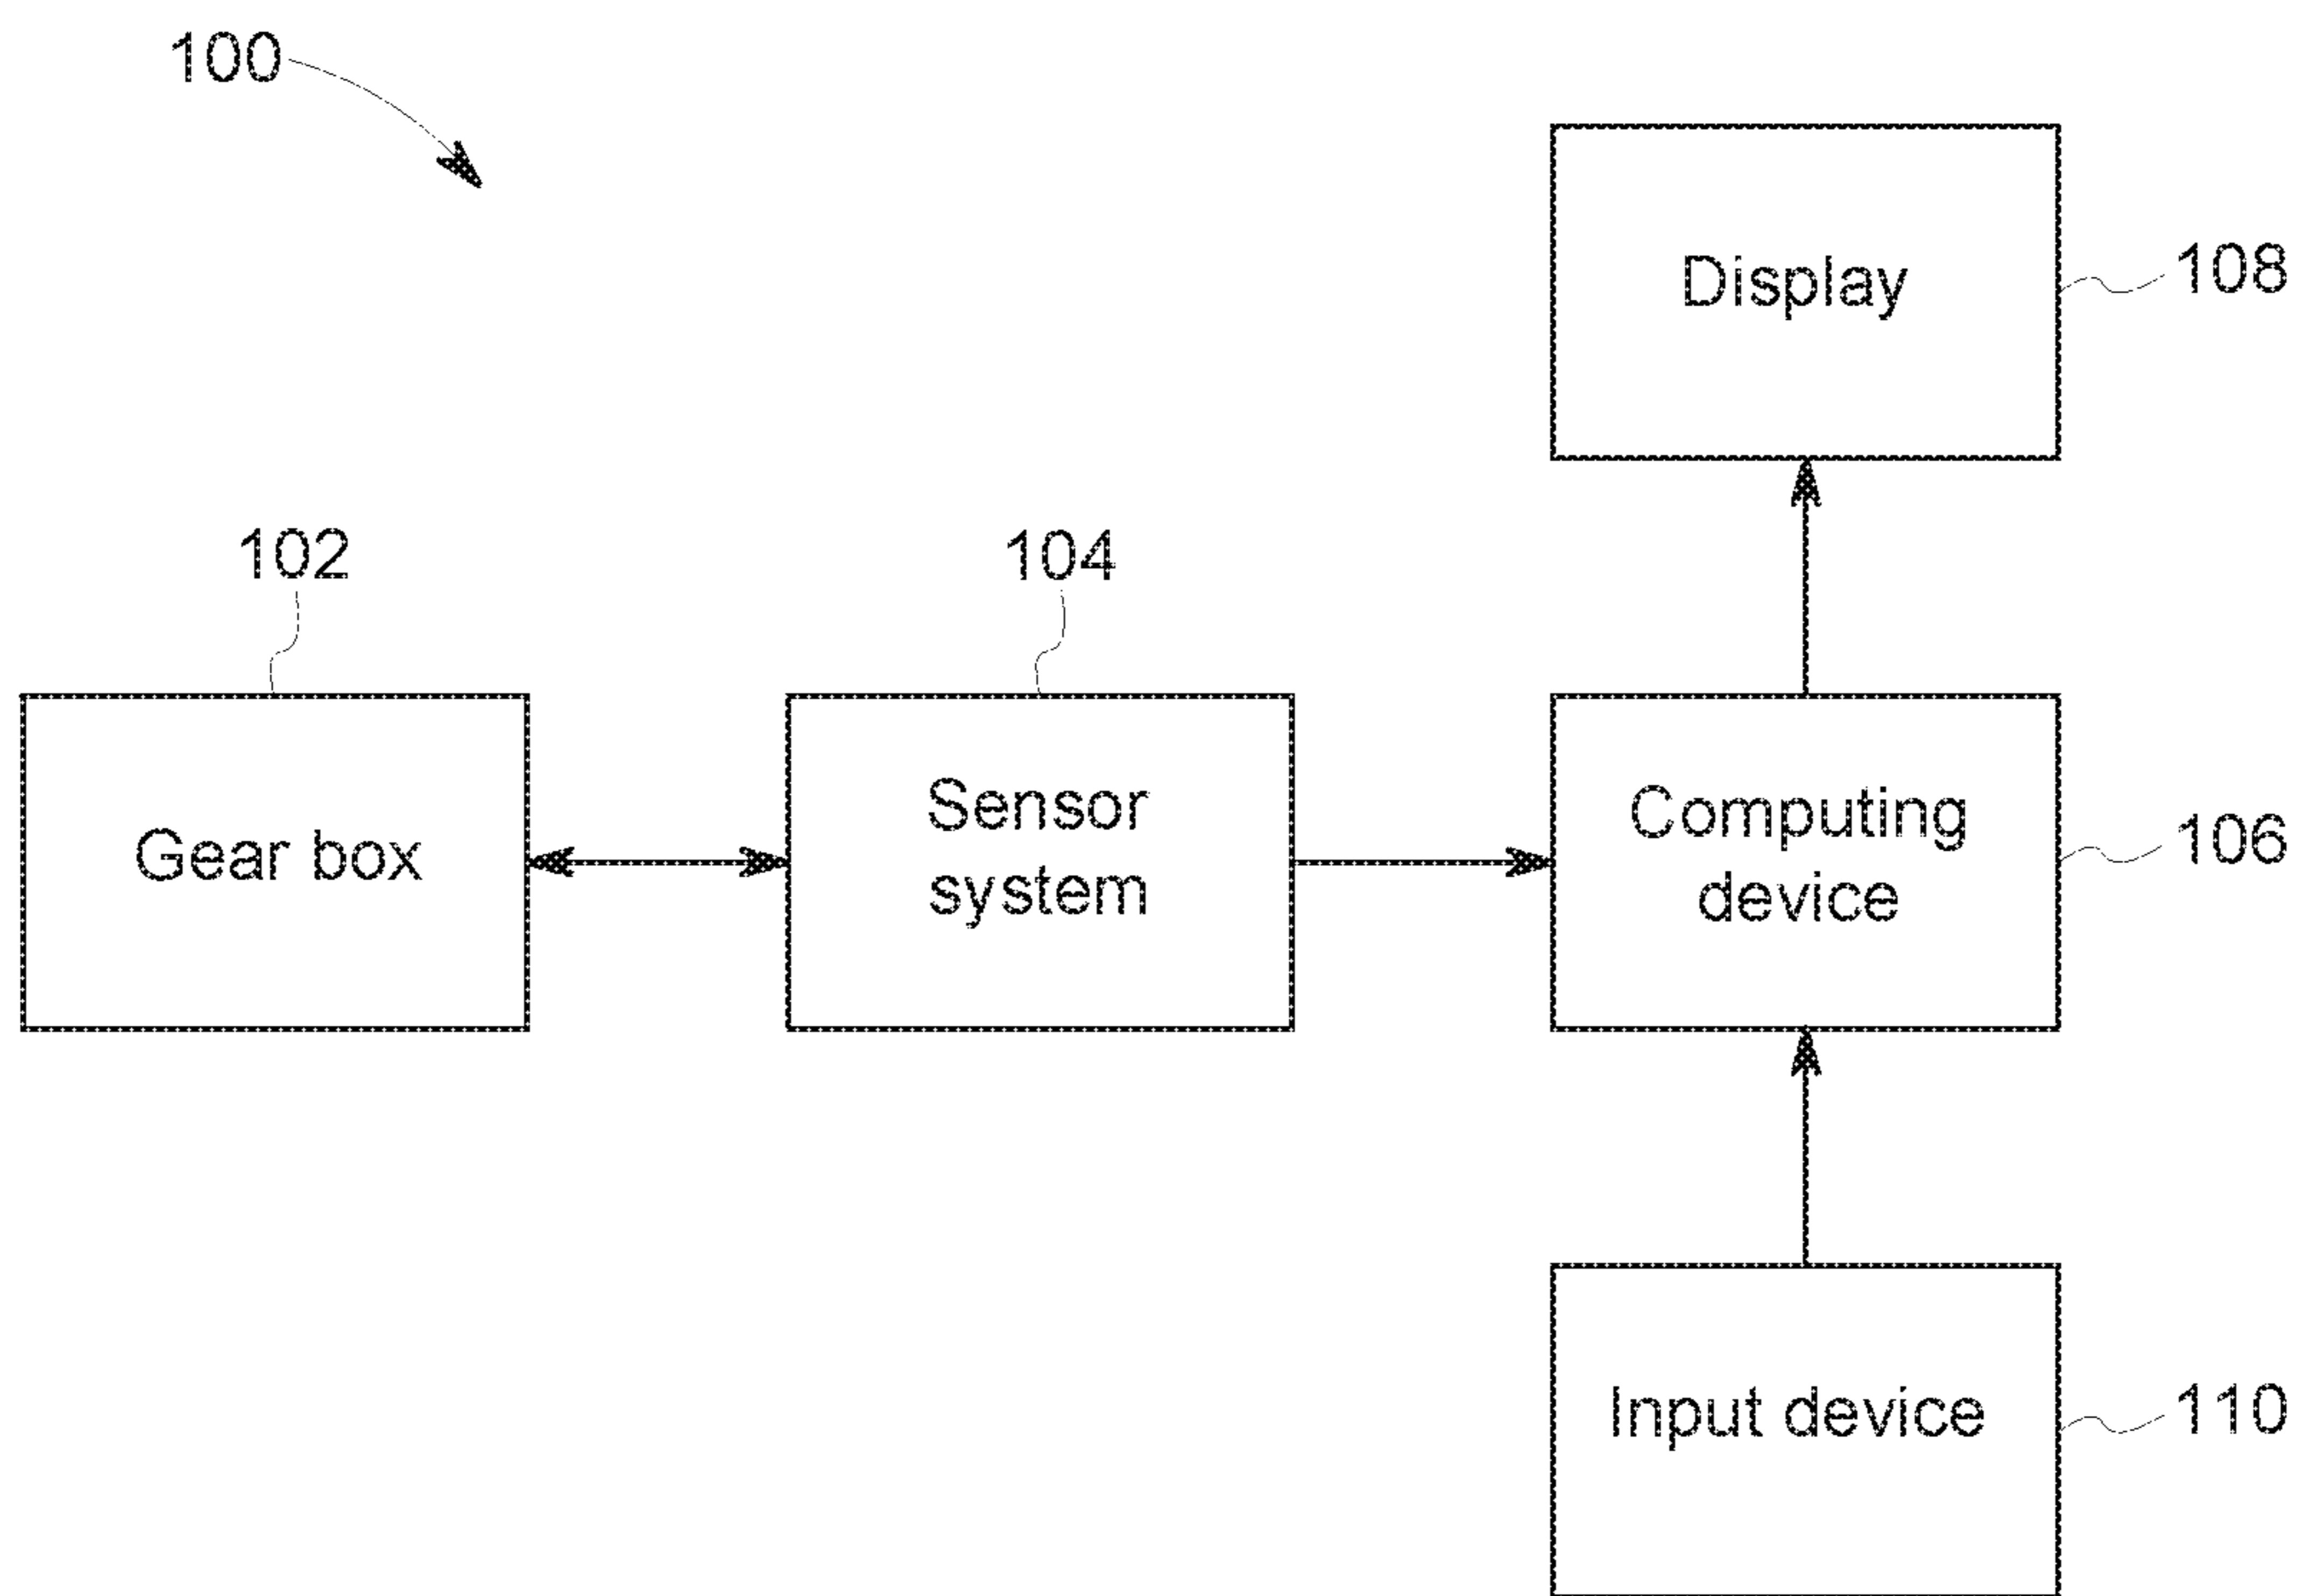 100
Display
108
102
104
Gear box
Sensor
system
Computing
device
106
Input device
110